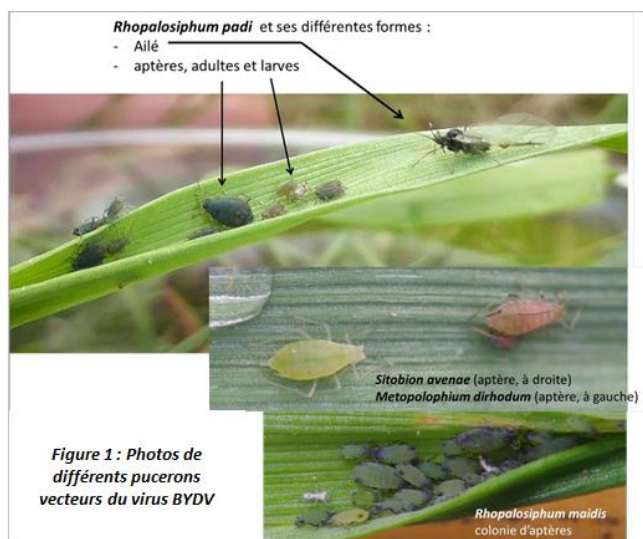 Rhopalosiphum padi et ses différentes formes :
- Ailé
- aptères, adultes et larves
Sitobion avenae (aptère, à droite)
Metopolophium dirhodum (aptère, à gauche)
Figure 1 : Photos de
différents pucerons
vecteurs du virus BYDV
Rhopalosiphum maidis
colonie d'aptères